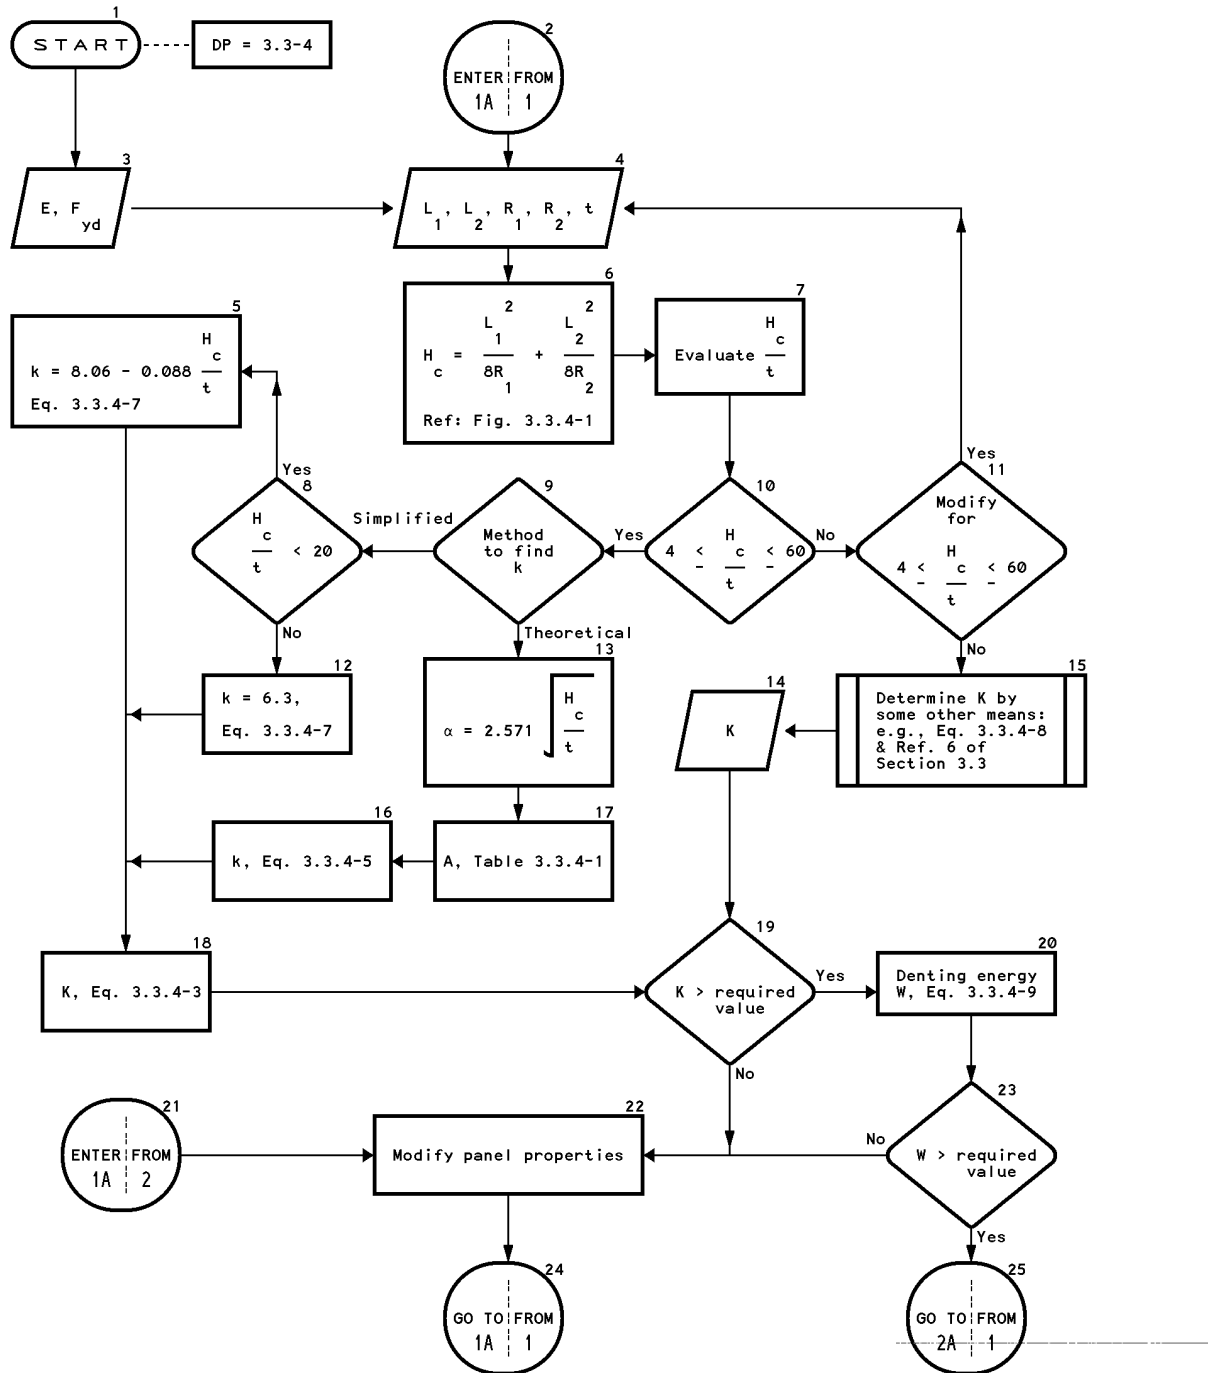 1
START
DP = 3.3-4
2
ENTER FROM
1A 1
3
E, F
yd
4
L , L , R , R , t
1 2 1 2
5
H
c
k = 8.06 - 0.088
t
Eq. 3.3.4-7
6
2 2
L L
1 2
H = +
c 8R 8R
1 2
Ref: Fig. 3.3.4-1
7
H
c
Evaluate
t
Yes
8
H
c
< 20
t
Simplified
9
Method
to find
k
Yes
10
H
4 < c < 60
- t -
No
Yes
11
Modify
for
H
4 < c < 60
- t -
No
No
12
k = 6.3,
Eq. 3.3.4-7
Theoretical
13
H
c
α = 2.571
t
14
K
15
Determine K by
some other means:
e.g., Eq. 3.3.4-8
& Ref. 6 of
Section 3.3
16
k, Eq. 3.3.4-5
17
A, Table 3.3.4-1
18
K, Eq. 3.3.4-3
19
K > required
value
Yes
No
20
Denting energy
W, Eq. 3.3.4-9
21
ENTER FROM
1A 2
22
Modify panel properties
23
No
W > required
value
Yes
24
GO TO FROM
1A 1
25
GO TO FROM
2A 1